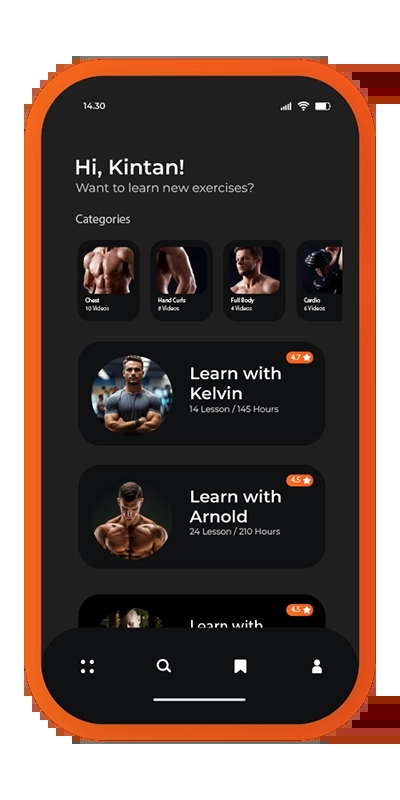 14.30
Hi, Kintan!
Want to learn new exercises?
Categories
Chest
10 Videos
Hand Curls
8 Videos
Full Body
4 Videos
Cardio
6 Videos
4.7
Learn with
Kelvin
14 Lesson / 145 Hours
4.5
Learn with
Arnold
24 Lesson / 210 Hours
4.5
Learn with